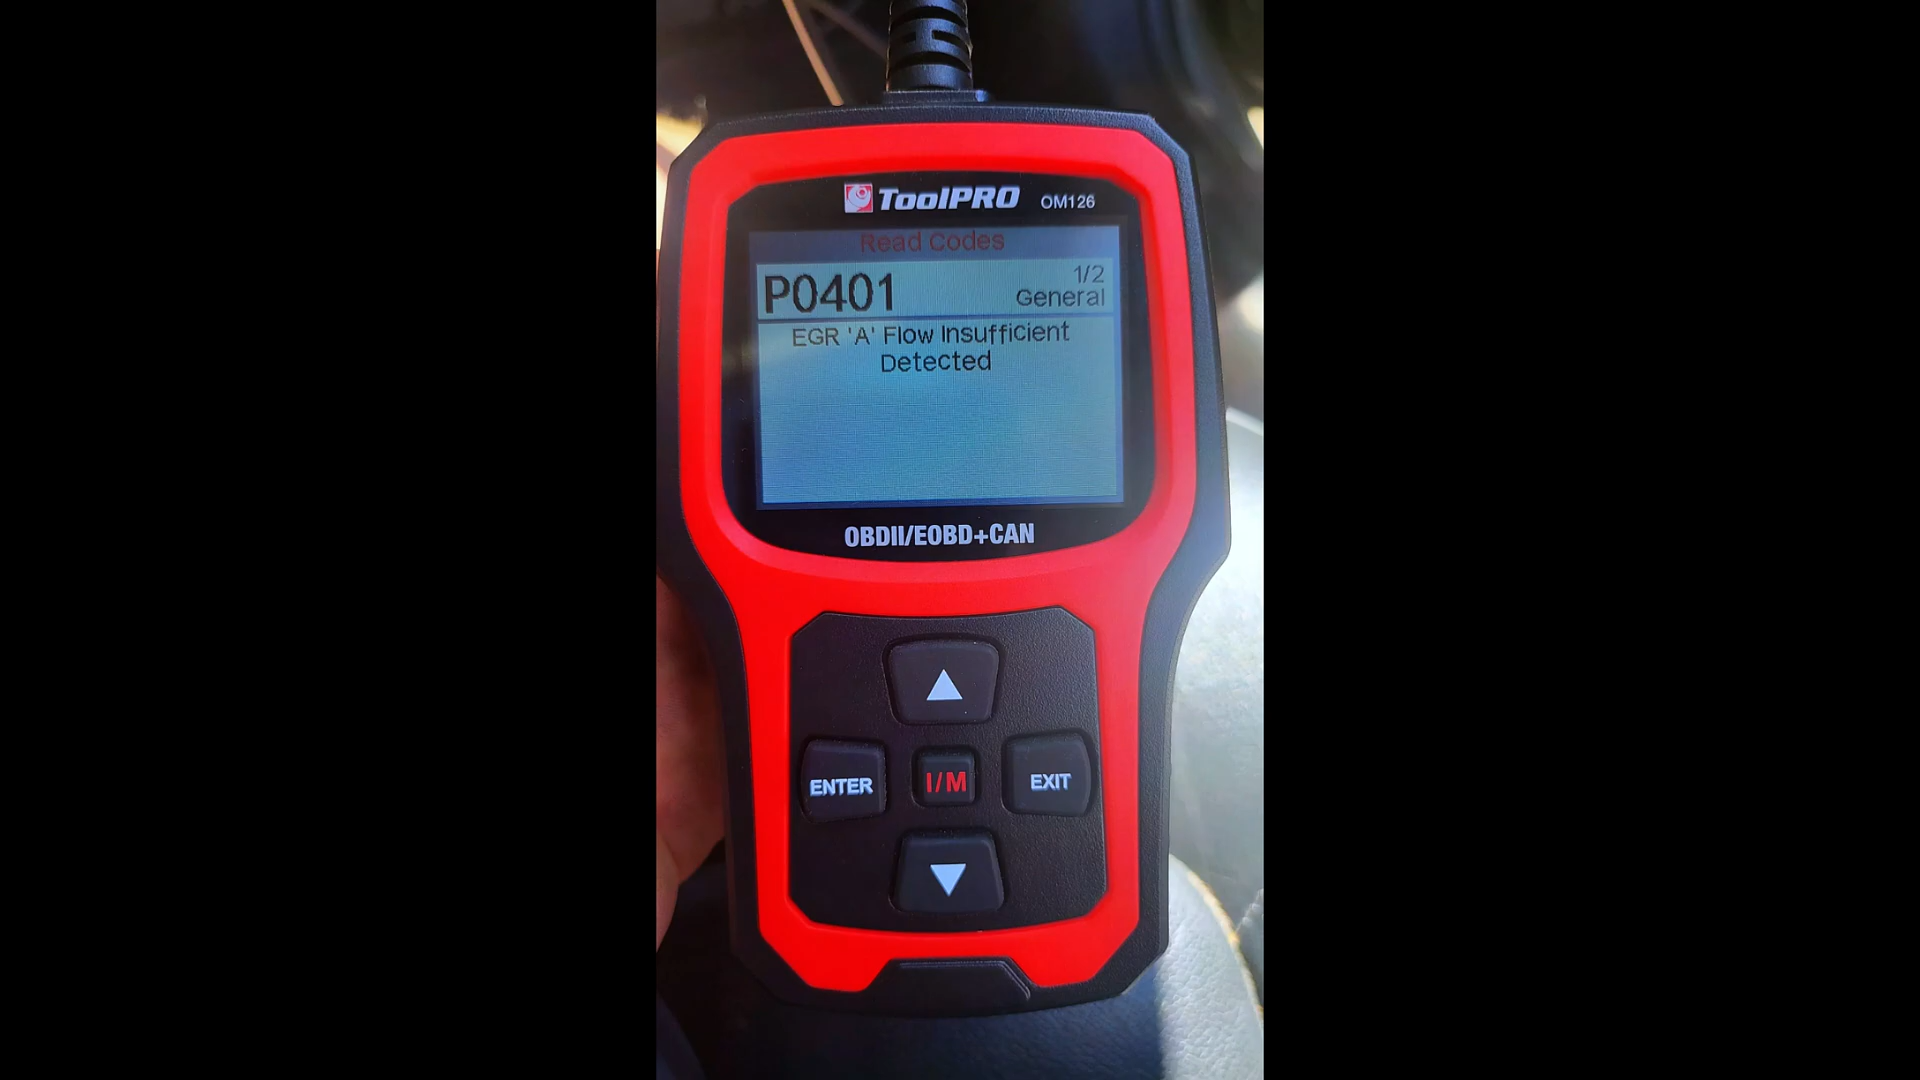 ToolPRO OM126
Read Codes
P0401
1/2
General
EGR 'A' Flow Insufficient
Detected
OBDII/EOBD+CAN
ENTER
I/M
EXIT